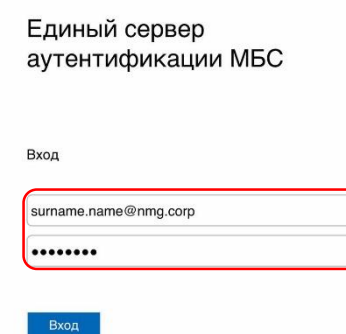 Единый сервер
аутентификации МБС
Вход
surname.name@nmg.corp
••••••••
Вход